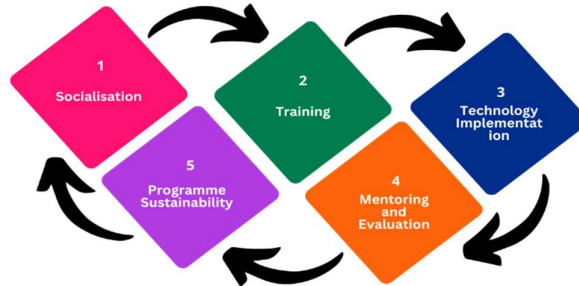 1
Socialisation
2
Training
3
Technology
Implementat
ion
4
Mentoring
and
Evaluation
5
Programme
Sustainability